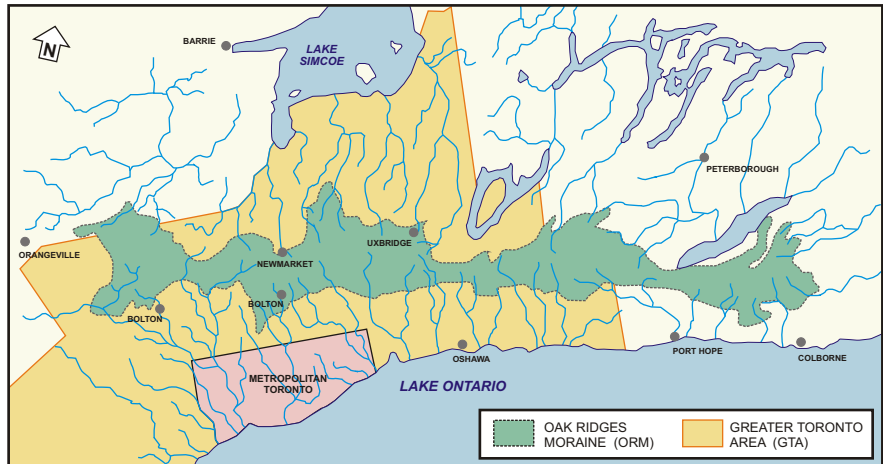 N
BARRIE
LAKE
SIMCOE
PETERBOROUGH
ORANGEVILLE
UXBRIDGE
NEWMARKET
BOLTON
BOLTON
METROPOLITAN
TORONTO
OSHAWA
PORT HOPE
COLBORNE
LAKE ONTARIO
OAK RIDGES
MORAINE (ORM)
GREATER TORONTO
AREA (GTA)